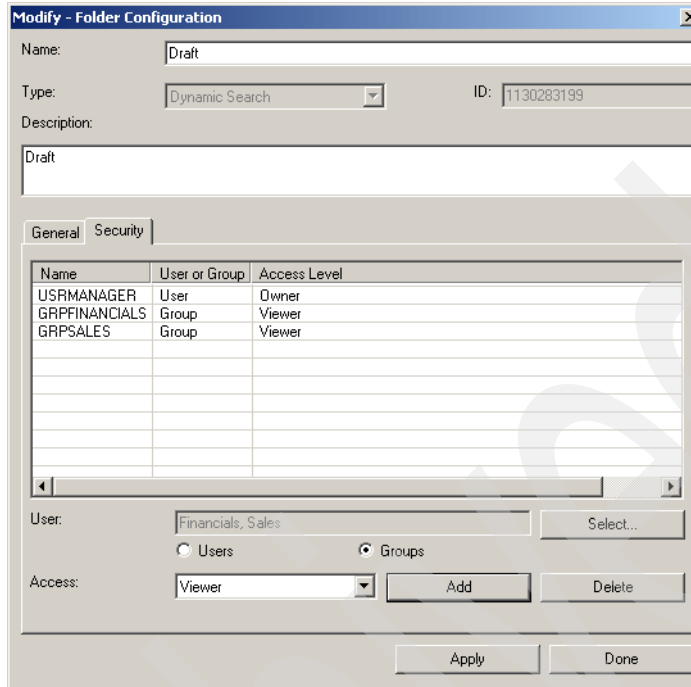 Modify - Folder Configuration
Name: Draft
Type: Dynamic Search ID: 1130283199
Description:
Draft
General Security
Name User or Group Access Level
USRMANAGER User Owner
GRPFINANCIALS Group Viewer
GRPSALES Group Viewer
User: Financials, Sales Select...
Users Groups
Access: Viewer Add Delete
Apply Done